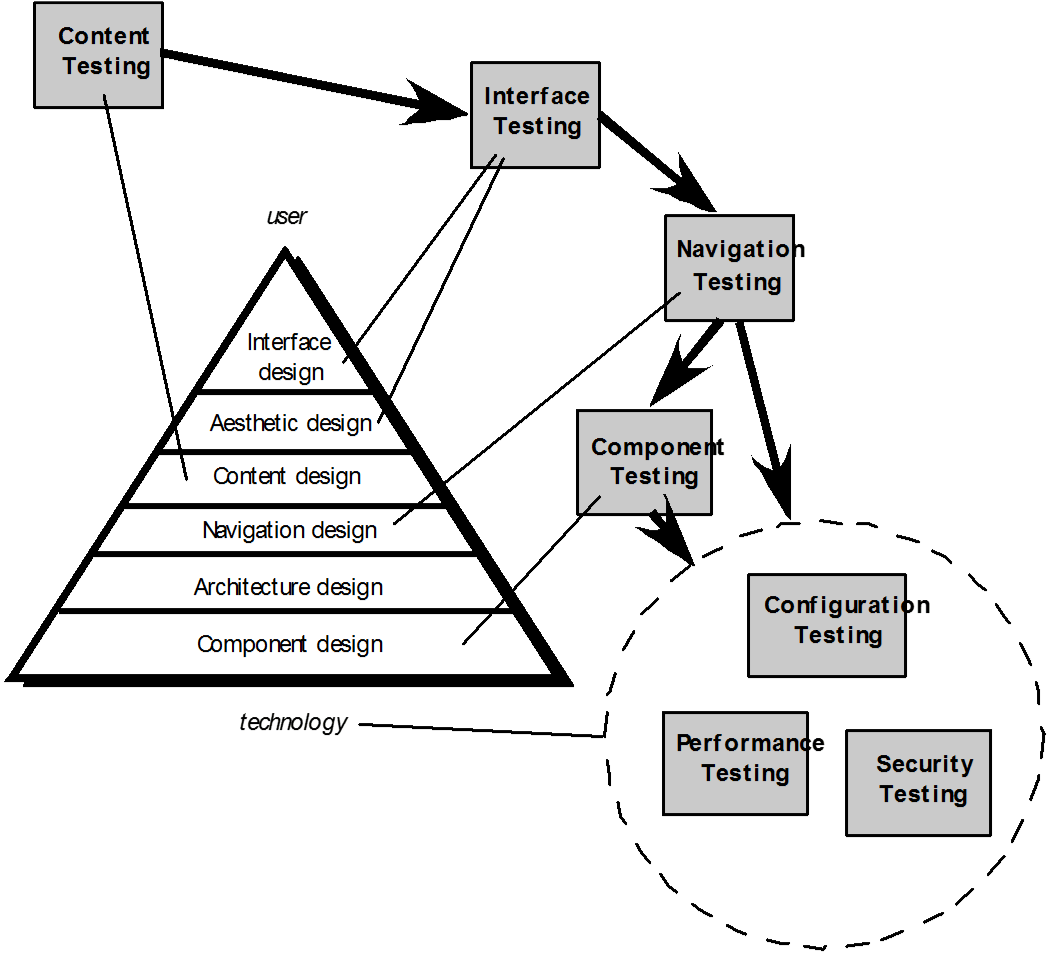 Content
Testing
Interface
Testing
user
Navigation
Testing
Interface
design
Aesthetic design
Component
Testing
Content design
Navigation design
Architecture design
Configuration
Testing
Component design
technology
Performance
Testing
Security
Testing